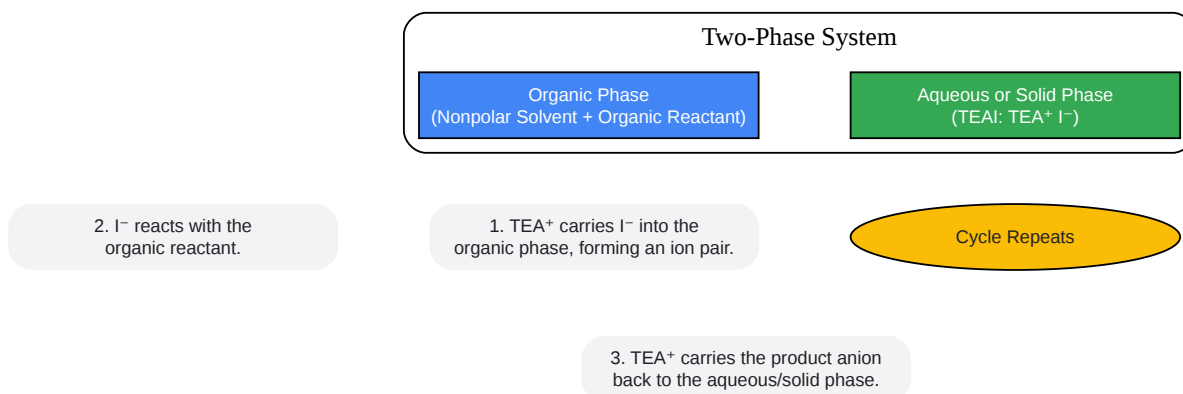 Two-Phase System
Organic Phase
(Nonpolar Solvent + Organic Reactant)
Aqueous or Solid Phase
(TEAI: TEA⁺ I⁻)
2. I⁻ reacts with the
organic reactant.
1. TEA⁺ carries I⁻ into the
organic phase, forming an ion pair.
Cycle Repeats
3. TEA⁺ carries the product anion
back to the aqueous/solid phase.